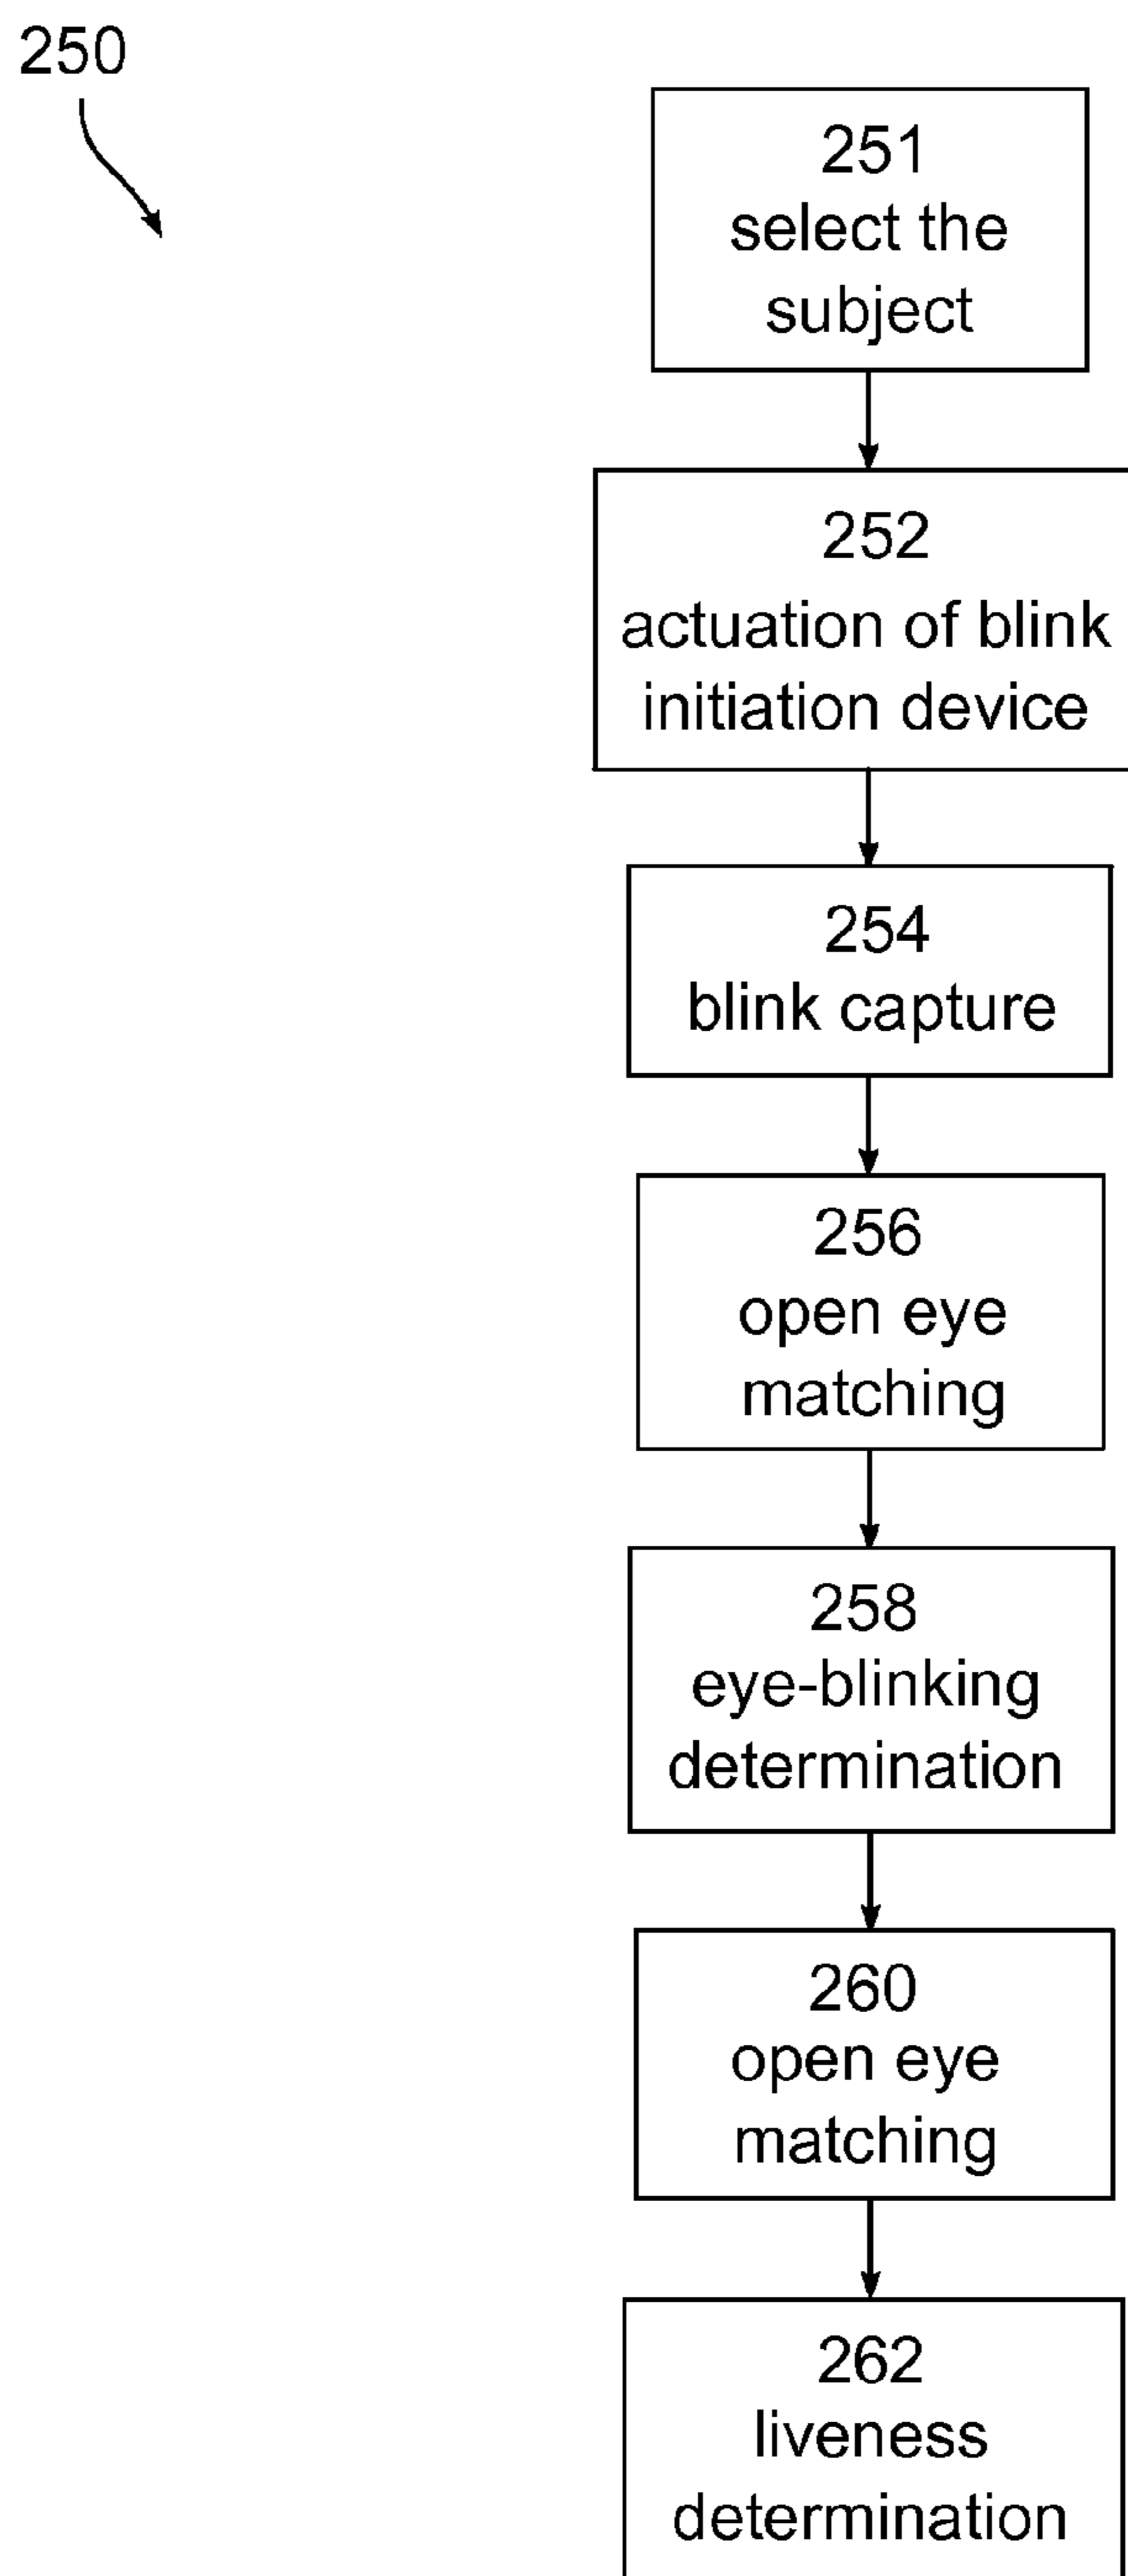 250
251
select the
subject
252
actuation of blink
initiation device
254
blink capture
256
open eye
matching
258
eye-blinking
determination
260
open eye
matching
262
liveness
determination